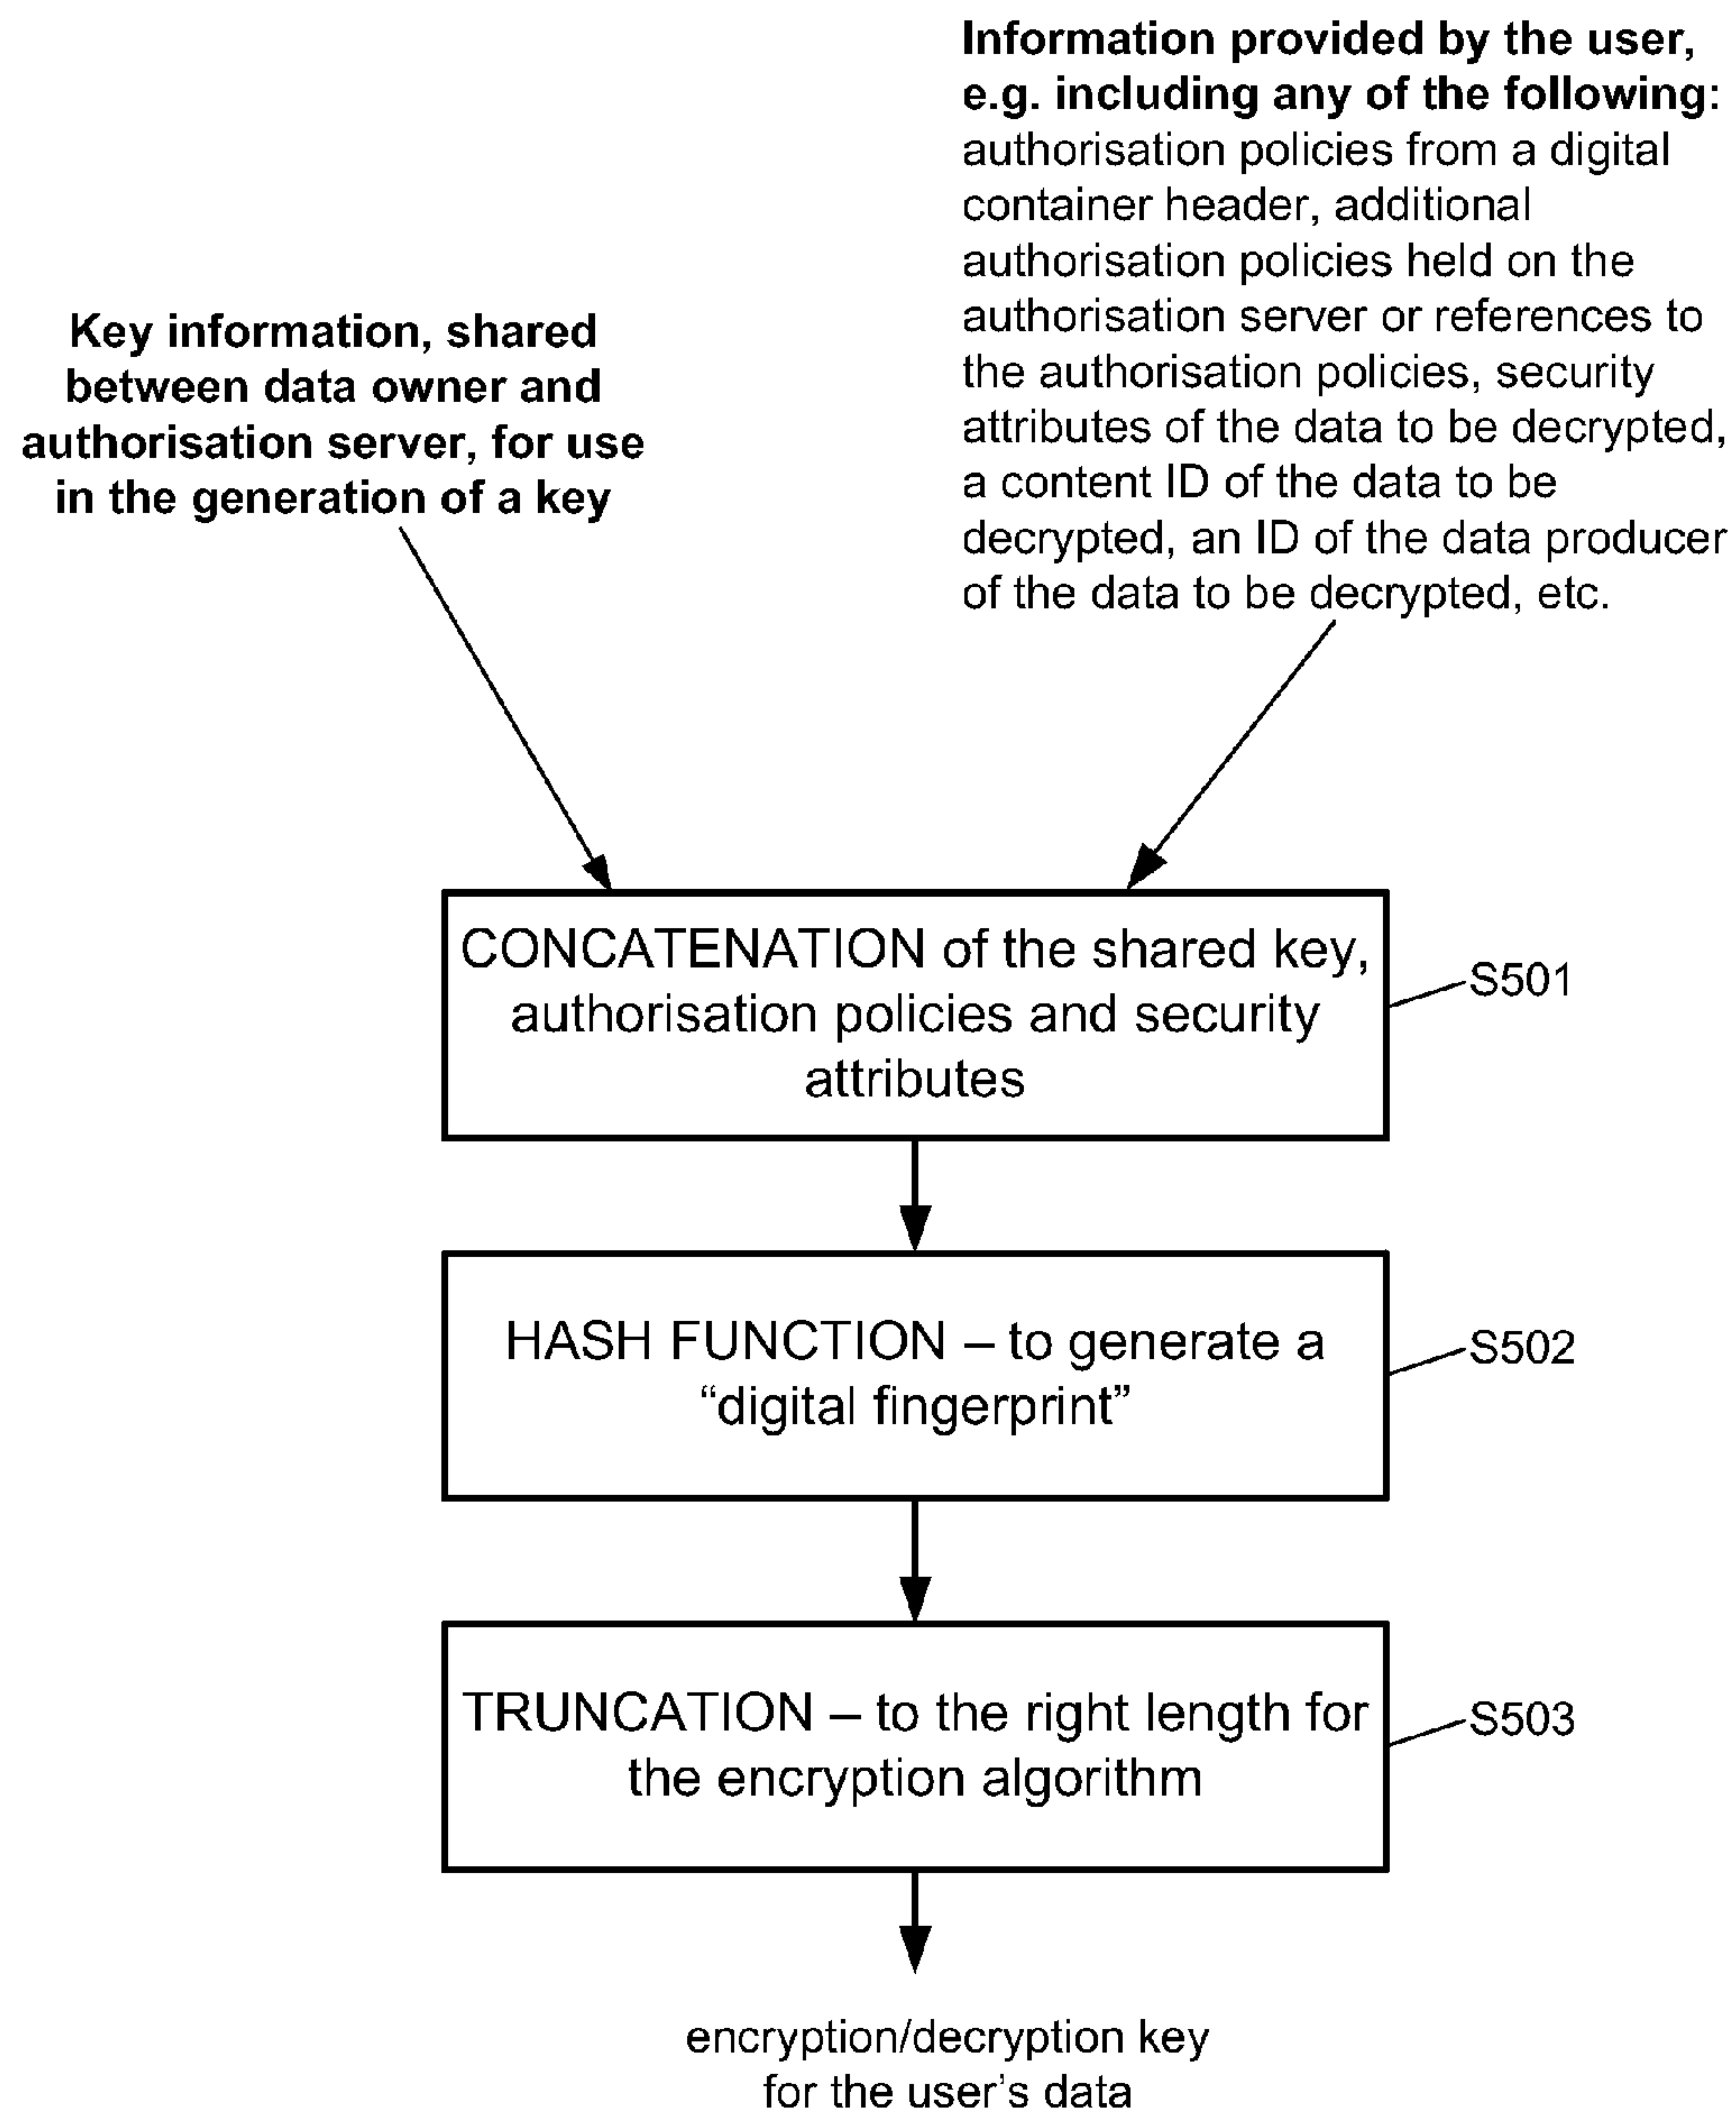 Information provided by the user,
e.g. including any of the following:
authorisation policies from a digital
container header, additional
authorisation policies held on the
authorisation server or references to
the authorisation policies, security
attributes of the data to be decrypted,
a content ID of the data to be
decrypted, an ID of the data producer
of the data to be decrypted, etc.
Key information, shared
between data owner and
authorisation server, for use
in the generation of a key
CONCATENATION of the shared key,
authorisation policies and security
attributes
S501
HASH FUNCTION – to generate a
“digital fingerprint”
S502
TRUNCATION – to the right length for
the encryption algorithm
S503
encryption/decryption key
for the user’s data